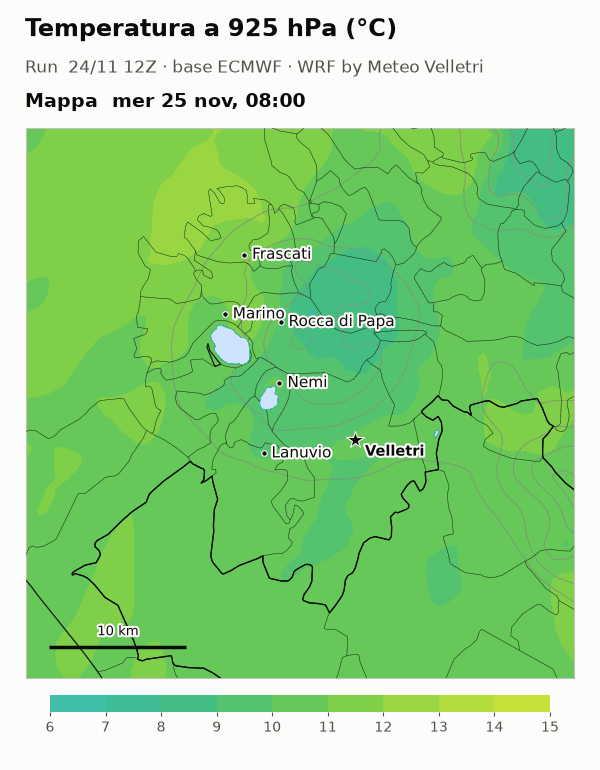 Temperatura a 925 hPa (°C)
Run  24/11 12Z · base ECMWF · WRF by Meteo Velletri
Mappa  mer 25 nov, 08:00
Frascati
Marino
Rocca di Papa
Nemi
Velletri
Lanuvio
10 km
6 7 8 9 10 11 12 13 14 15